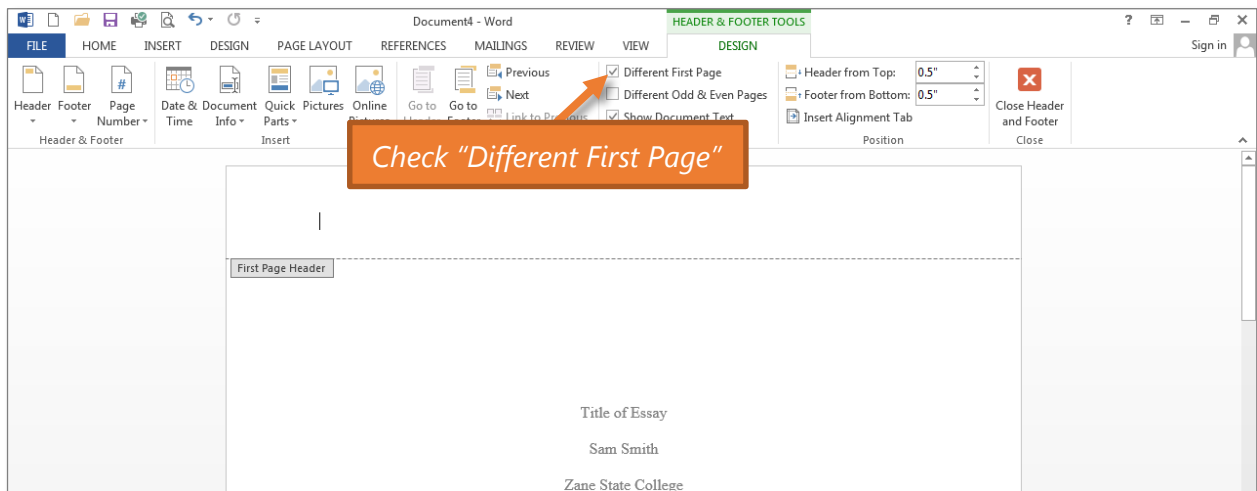 Document4 - Word
HEADER & FOOTER TOOLS
?
FILE HOME INSERT DESIGN PAGE LAYOUT REFERENCES MAILINGS REVIEW VIEW DESIGN Sign in
Header Footer Page Number
Header & Footer
Date & Time Document Info Quick Parts Pictures Online Pictures
Insert
Go to Header Go to Footer
Previous
Next
Link to Previous
Different First Page
Different Odd & Even Pages
Show Document Text
Header from Top: 0.5"
Footer from Bottom: 0.5"
Insert Alignment Tab
Position
Close Header and Footer
Close
Check “Different First Page”
First Page Header
Title of Essay
Sam Smith
Zane State College